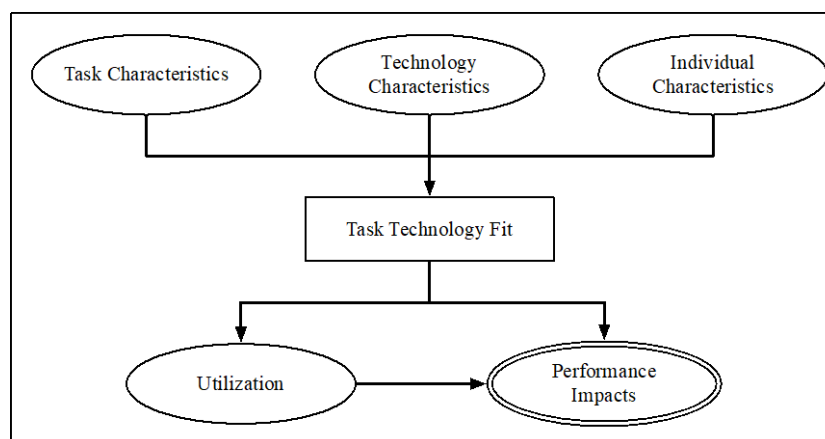 Task Characteristics
Technology
Characteristics
Individual
Characteristics
Task Technology Fit
Utilization
Performance
Impacts